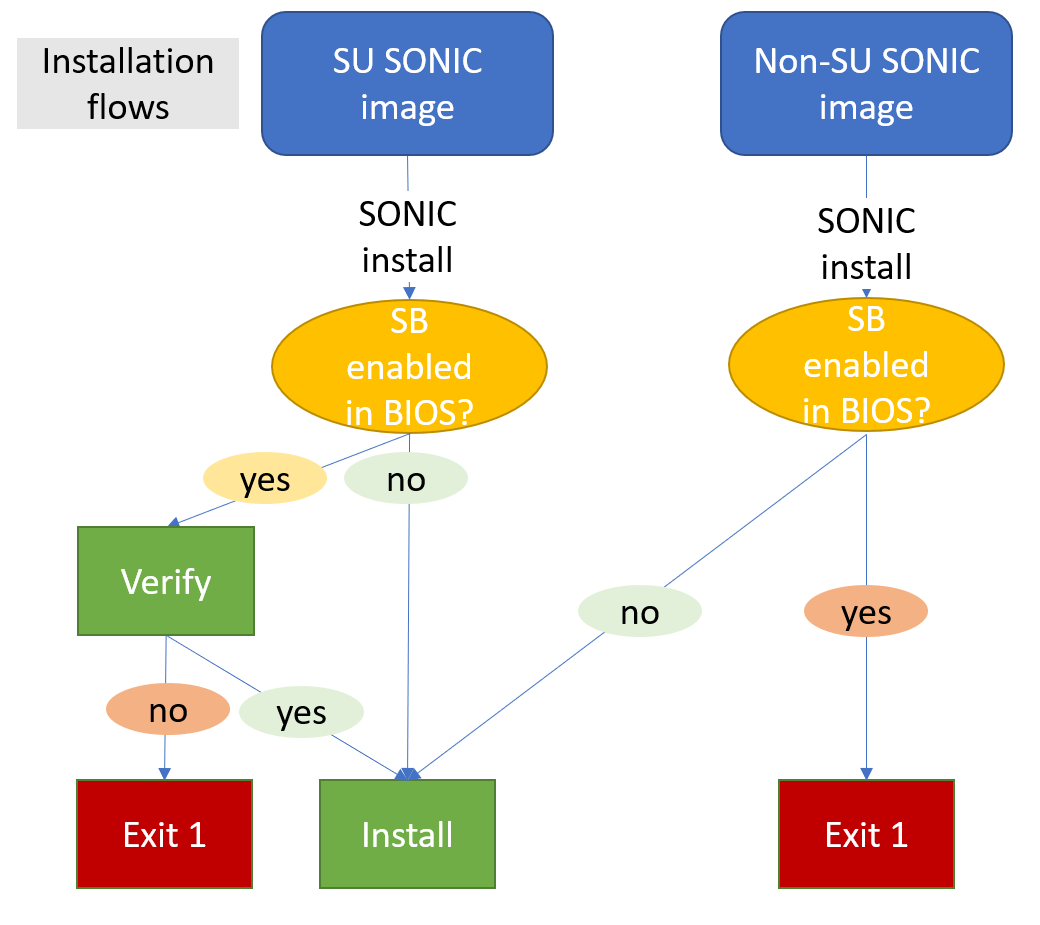 Installation
flows
SU SONIC
image
Non-SU SONIC
image
SONIC
install
SONIC
install
SB
enabled
in BIOS?
SB
enabled
in BIOS?
yes
no
Verify
no
yes
no
yes
Exit 1
Install
Exit 1